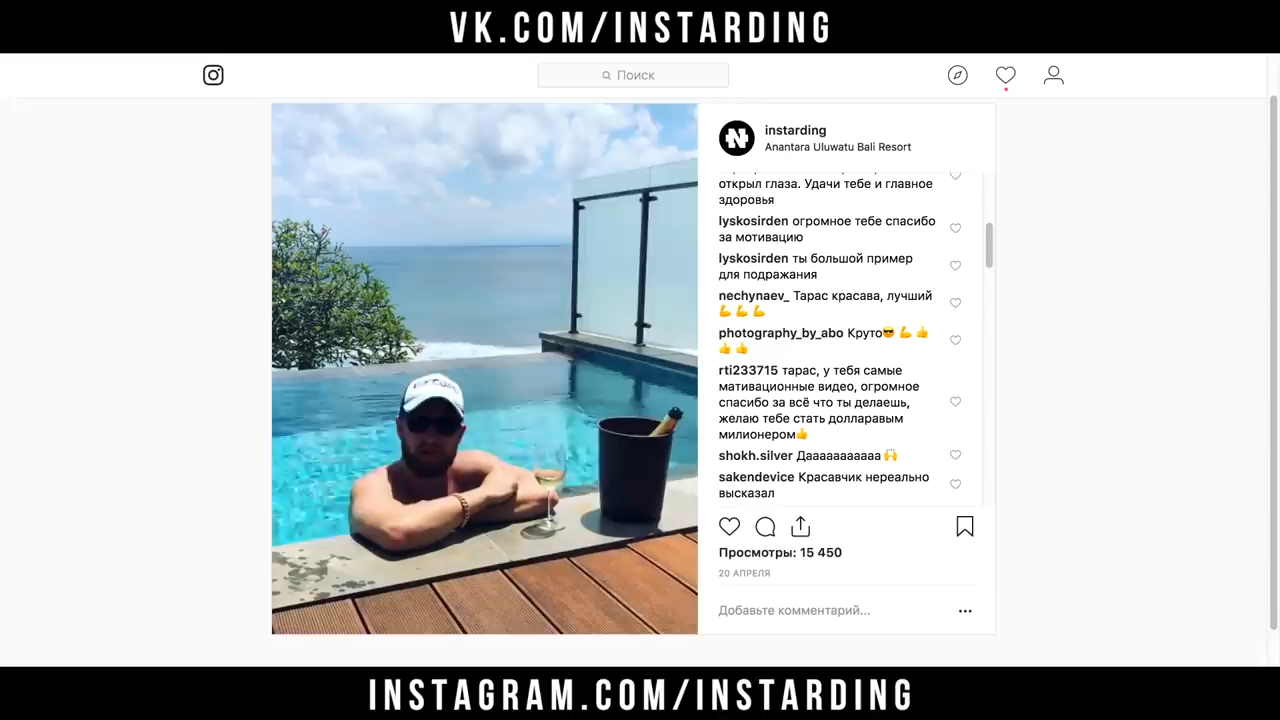 VK.COM/INSTARDING
Поиск
instarding
Anantara Uluwatu Bali Resort
открыл глаза. Удачи тебе и главное
здоровья
lyskosirden огромное тебе спасибо
за мотивацию
lyskosirden ты большой пример
для подражания
nechynaev_ Тарас красава, лучший
💪💪💪
photography_by_abo Круто😎💪👍
👍👍
rti233715 тарас, у тебя самые
мативационные видео, огромное
спасибо за всё что ты делаешь,
желаю тебе стать долларавым
милионером👍
shokh.silver Дааааааааааа🙌
sakendevice Красавчик нереально
высказал
Просмотры: 15 450
20 АПРЕЛЯ
Добавьте комментарий...
INSTAGRAM.COM/INSTARDING